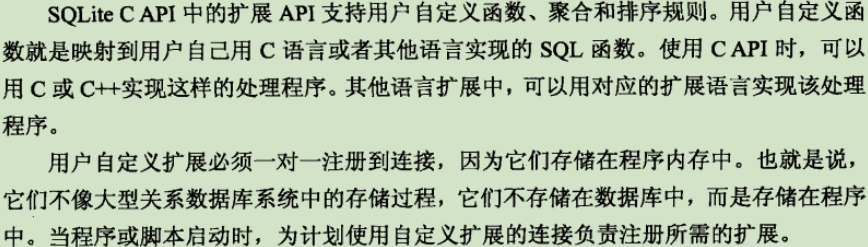 SQLite C API 中的扩展 API 支持用户自定义函数、聚合和排序规则。用户自定义函
数就是映射到用户自己用 C 语言或者其他语言实现的 SQL 函数。使用 C API 时，可以
用 C 或 C++实现这样的处理程序。其他语言扩展中，可以用对应的扩展语言实现该处理
程序。
用户自定义扩展必须一对一注册到连接，因为它们存储在程序内存中。也就是说，
它们不像大型关系数据库系统中的存储过程，它们不存储在数据库中，而是存储在程序
中。当程序或脚本启动时，为计划使用自定义扩展的连接负责注册所需的扩展。